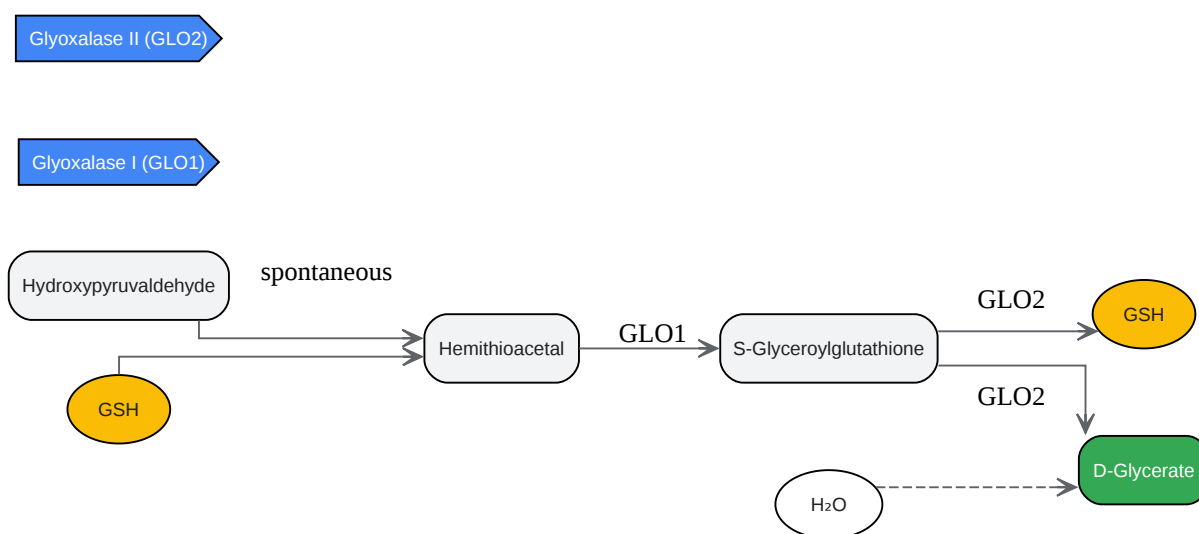 Glyoxalase II (GLO2)
Glyoxalase I (GLO1)
Hydroxypyruvaldehyde
spontaneous
GSH
Hemithioacetal
GLO1
S-Glyceroylglutathione
GLO2
GSH
GLO2
D-Glycerate
H₂O